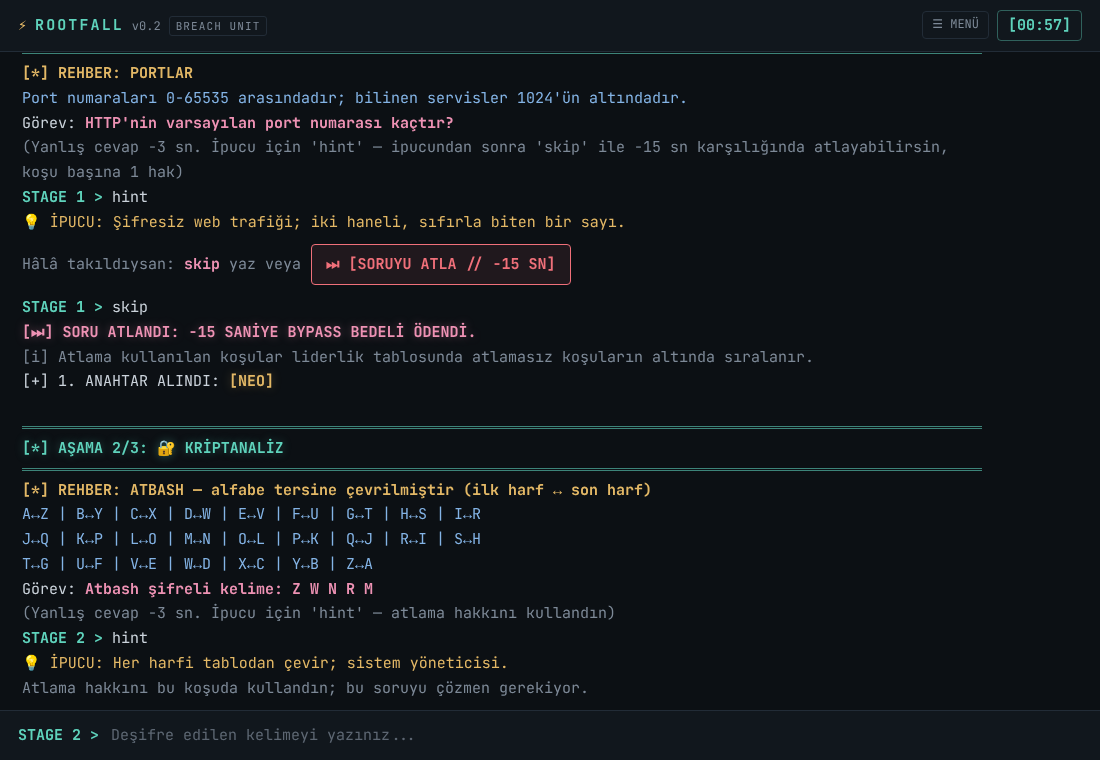 ⚡ ROOTFALL v0.2 BREACH UNIT
☰ MENÜ [00:57]
[*] REHBER: PORTLAR
Port numaraları 0-65535 arasındadır; bilinen servisler 1024'ün altındadır.
Görev: HTTP'nin varsayılan port numarası kaçtır?
(Yanlış cevap -3 sn. İpucu için 'hint' — ipucundan sonra 'skip' ile -15 sn karşılığında atlayabilirsin,
koşu başına 1 hak)
STAGE 1 > hint
💡 İPUCU: Şifresiz web trafiği; iki haneli, sıfırla biten bir sayı.
Hâlâ takıldıysan: skip yaz veya ⏭ [SORUYU ATLA // -15 SN]
STAGE 1 > skip
[⏭] SORU ATLANDI: -15 SANİYE BYPASS BEDELİ ÖDENDİ.
[i] Atlama kullanılan koşular liderlik tablosunda atlamasız koşuların altında sıralanır.
[+] 1. ANAHTAR ALINDI: [NEO]
[*] AŞAMA 2/3: 🔐 KRİPTANALİZ
[*] REHBER: ATBASH — alfabe tersine çevrilmiştir (ilk harf ↔ son harf)
A↔Z | B↔Y | C↔X | D↔W | E↔V | F↔U | G↔T | H↔S | I↔R
J↔Q | K↔P | L↔O | M↔N | O↔L | P↔K | Q↔J | R↔I | S↔H
T↔G | U↔F | V↔E | W↔D | X↔C | Y↔B | Z↔A
Görev: Atbash şifreli kelime: Z W N R M
(Yanlış cevap -3 sn. İpucu için 'hint' — atlama hakkını kullandın)
STAGE 2 > hint
💡 İPUCU: Her harfi tablodan çevir; sistem yöneticisi.
Atlama hakkını bu koşuda kullandın; bu soruyu çözmen gerekiyor.
STAGE 2 > Deşifre edilen kelimeyi yazınız...